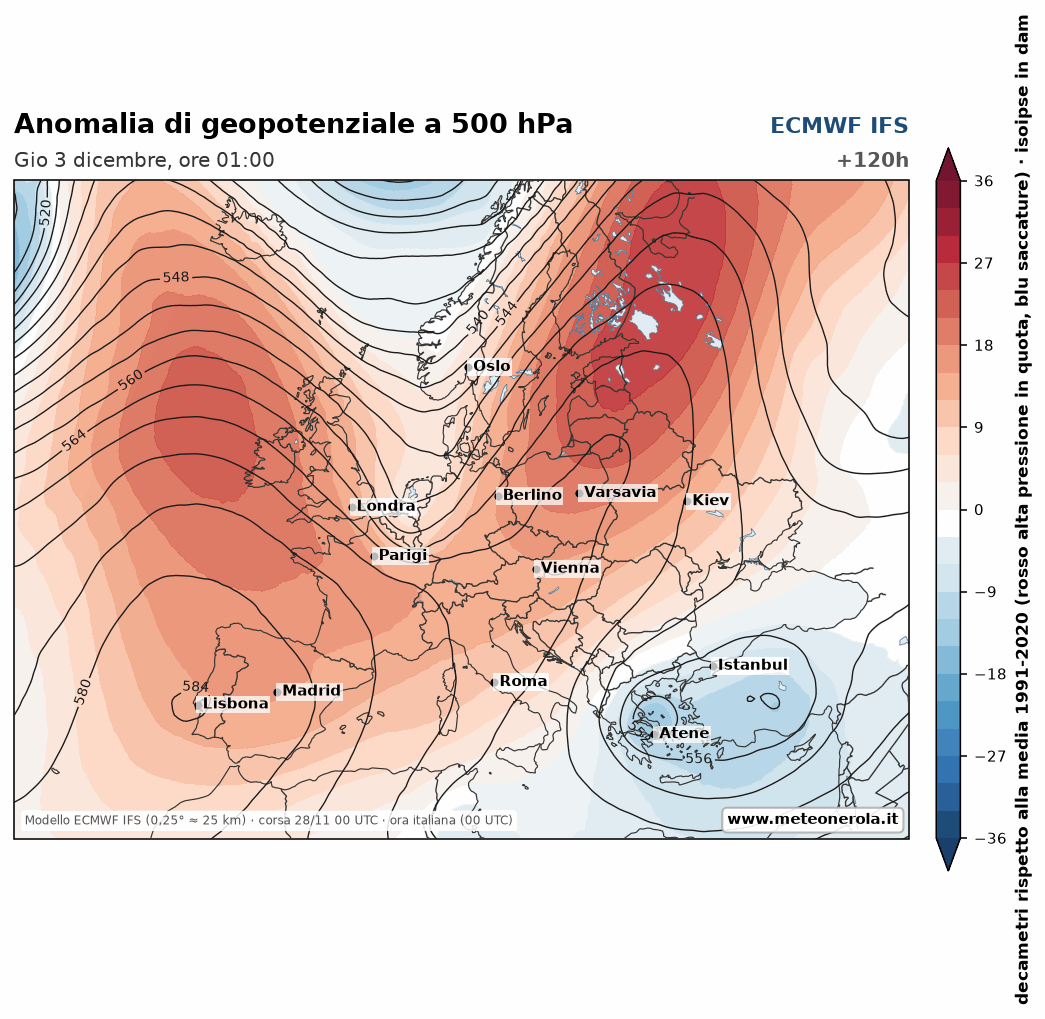 Anomalia di geopotenziale a 500 hPa
ECMWF IFS
Gio 3 dicembre, ore 01:00
+120h
520
548
540
544
560
564
Oslo
Londra
Berlino
Varsavia
Kiev
Parigi
Vienna
580
584
Lisbona
Madrid
Roma
Istanbul
Atene
556
Modello ECMWF IFS (0,25° ≈ 25 km) · corsa 28/11 00 UTC · ora italiana (00 UTC)
www.meteonerola.it
36
27
18
9
0
−9
−18
−27
−36
decametri rispetto alla media 1991-2020 (rosso alta pressione in quota, blu saccature) · isoipse in dam